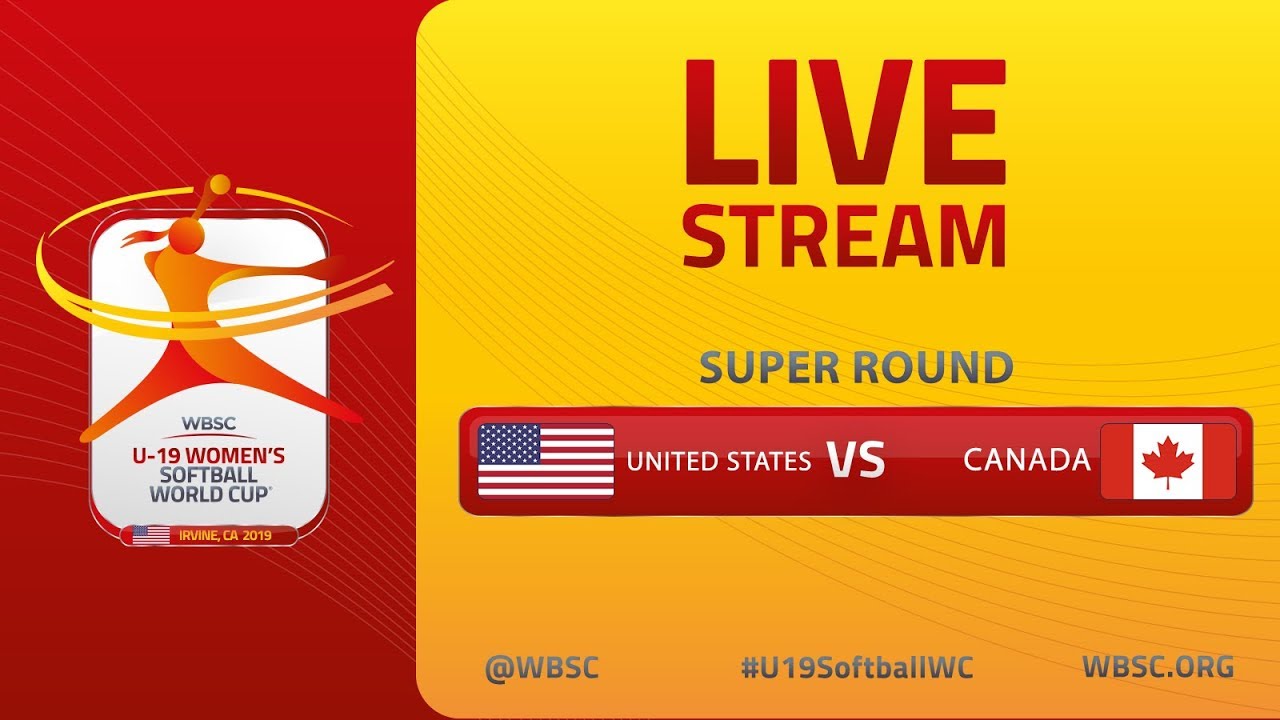 LIVE
STREAM
SUPER ROUND
UNITED STATES VS CANADA
WBSC
U-19 WOMEN'S
SOFTBALL
WORLD CUP®
IRVINE, CA 2019
@WBSC #U19SoftballWC WBSC.ORG